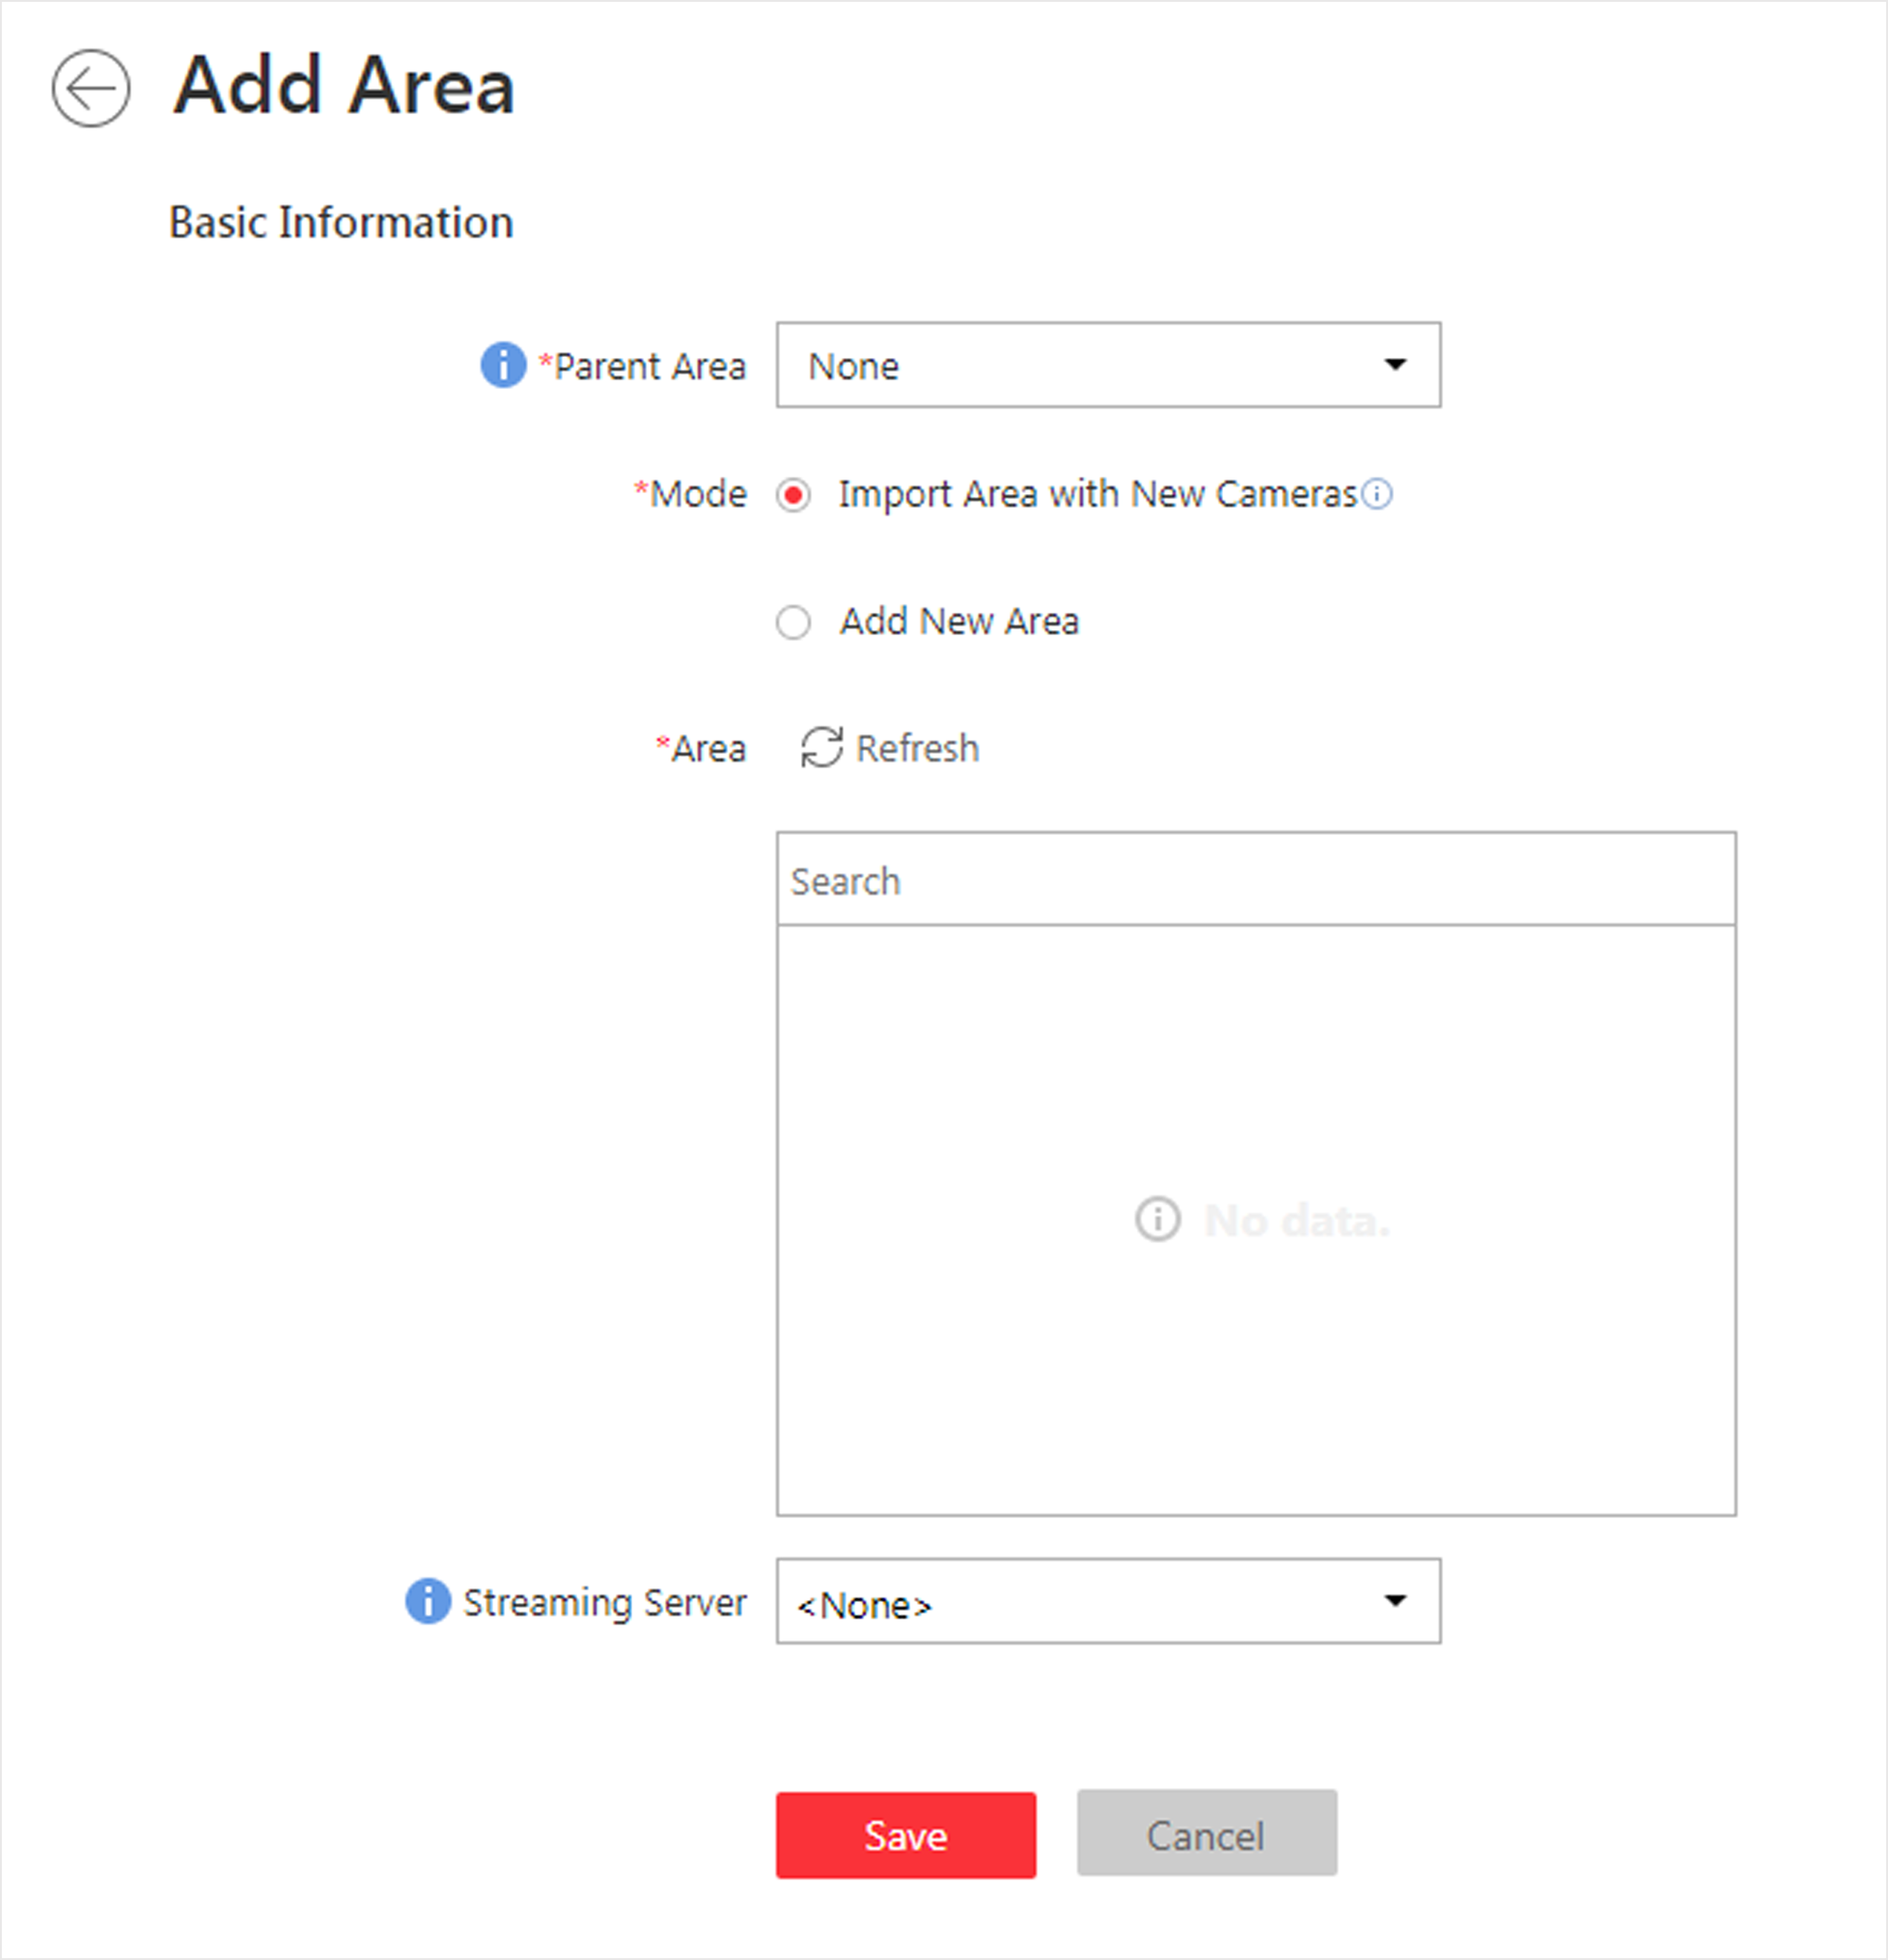 Add Area
Basic Information
*Parent Area None
*Mode Import Area with New Cameras
Add New Area
*Area Refresh
Search
No data.
Streaming Server <None>
Save Cancel